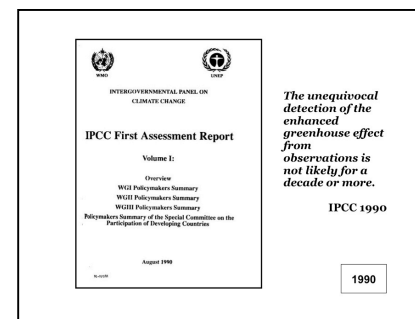 WMO
UNEP
INTERGOVERNMENTAL PANEL ON
CLIMATE CHANGE
IPCC First Assessment Report
Volume I:
Overview
WGI Policymakers Summary
WGII Policymakers Summary
WGIII Policymakers Summary
Policymakers Summary of the Special Committee on the
Participation of Developing Countries
August 1990
The unequivocal
detection of the
enhanced
greenhouse effect
from
observations is
not likely for a
decade or more.
IPCC 1990
1990